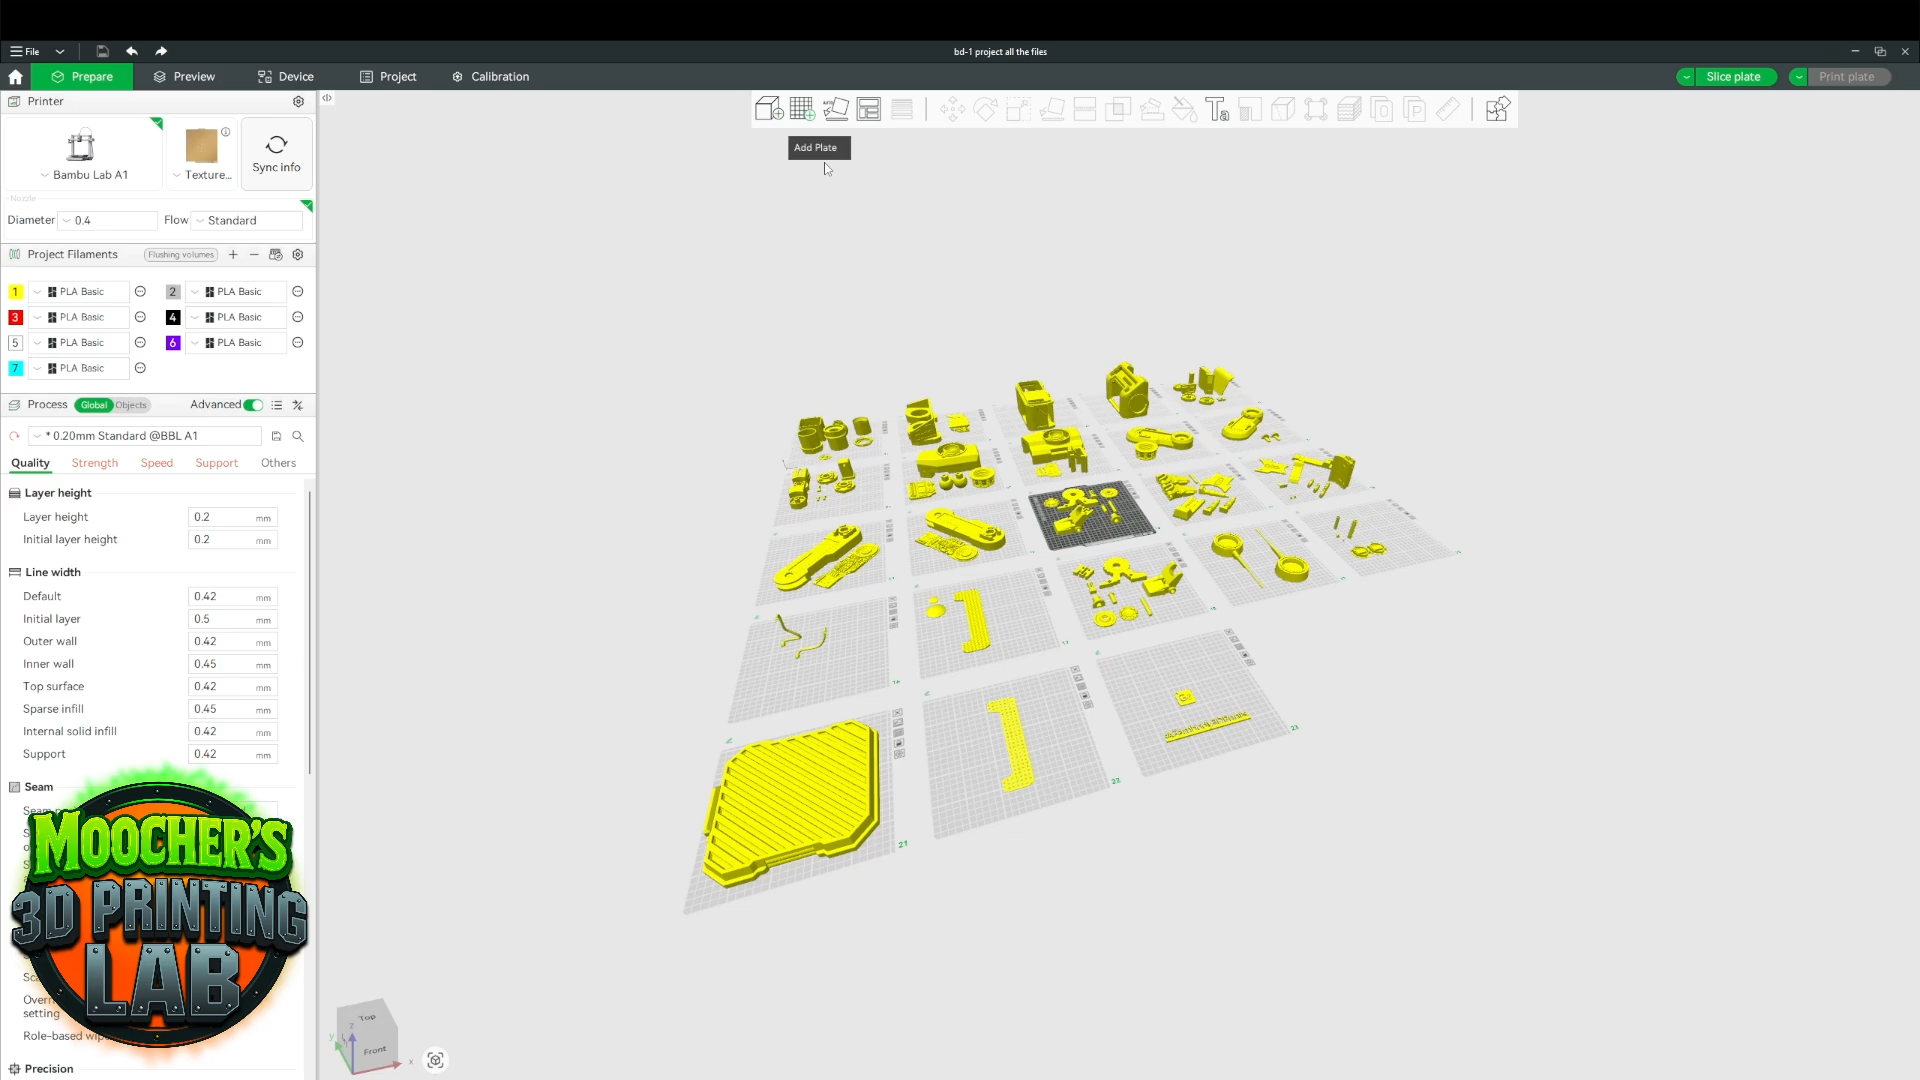 File
bd-1 project all the files
Prepare
Preview
Device
Project
Calibration
Slice plate
Print plate
Printer
Bambu Lab A1
Texture...
Sync info
Nozzle
Diameter
0.4
Flow
Standard
Add Plate
Project Filaments
Flushing volumes
1 PLA Basic
2 PLA Basic
3 PLA Basic
4 PLA Basic
5 PLA Basic
6 PLA Basic
7 PLA Basic
Process
Global
Objects
Advanced
* 0.20mm Standard @BBL A1
Quality
Strength
Speed
Support
Others
Layer height
Layer height 0.2 mm
Initial layer height 0.2 mm
Line width
Default 0.42 mm
Initial layer 0.5 mm
Outer wall 0.42 mm
Inner wall 0.45 mm
Top surface 0.42 mm
Sparse infill 0.45 mm
Internal solid infill 0.42 mm
Support 0.42 mm
Seam
MOOCHER'S
3D PRINTING
LAB
setting
Precision
21
22
23
Top
Front
z
y
x